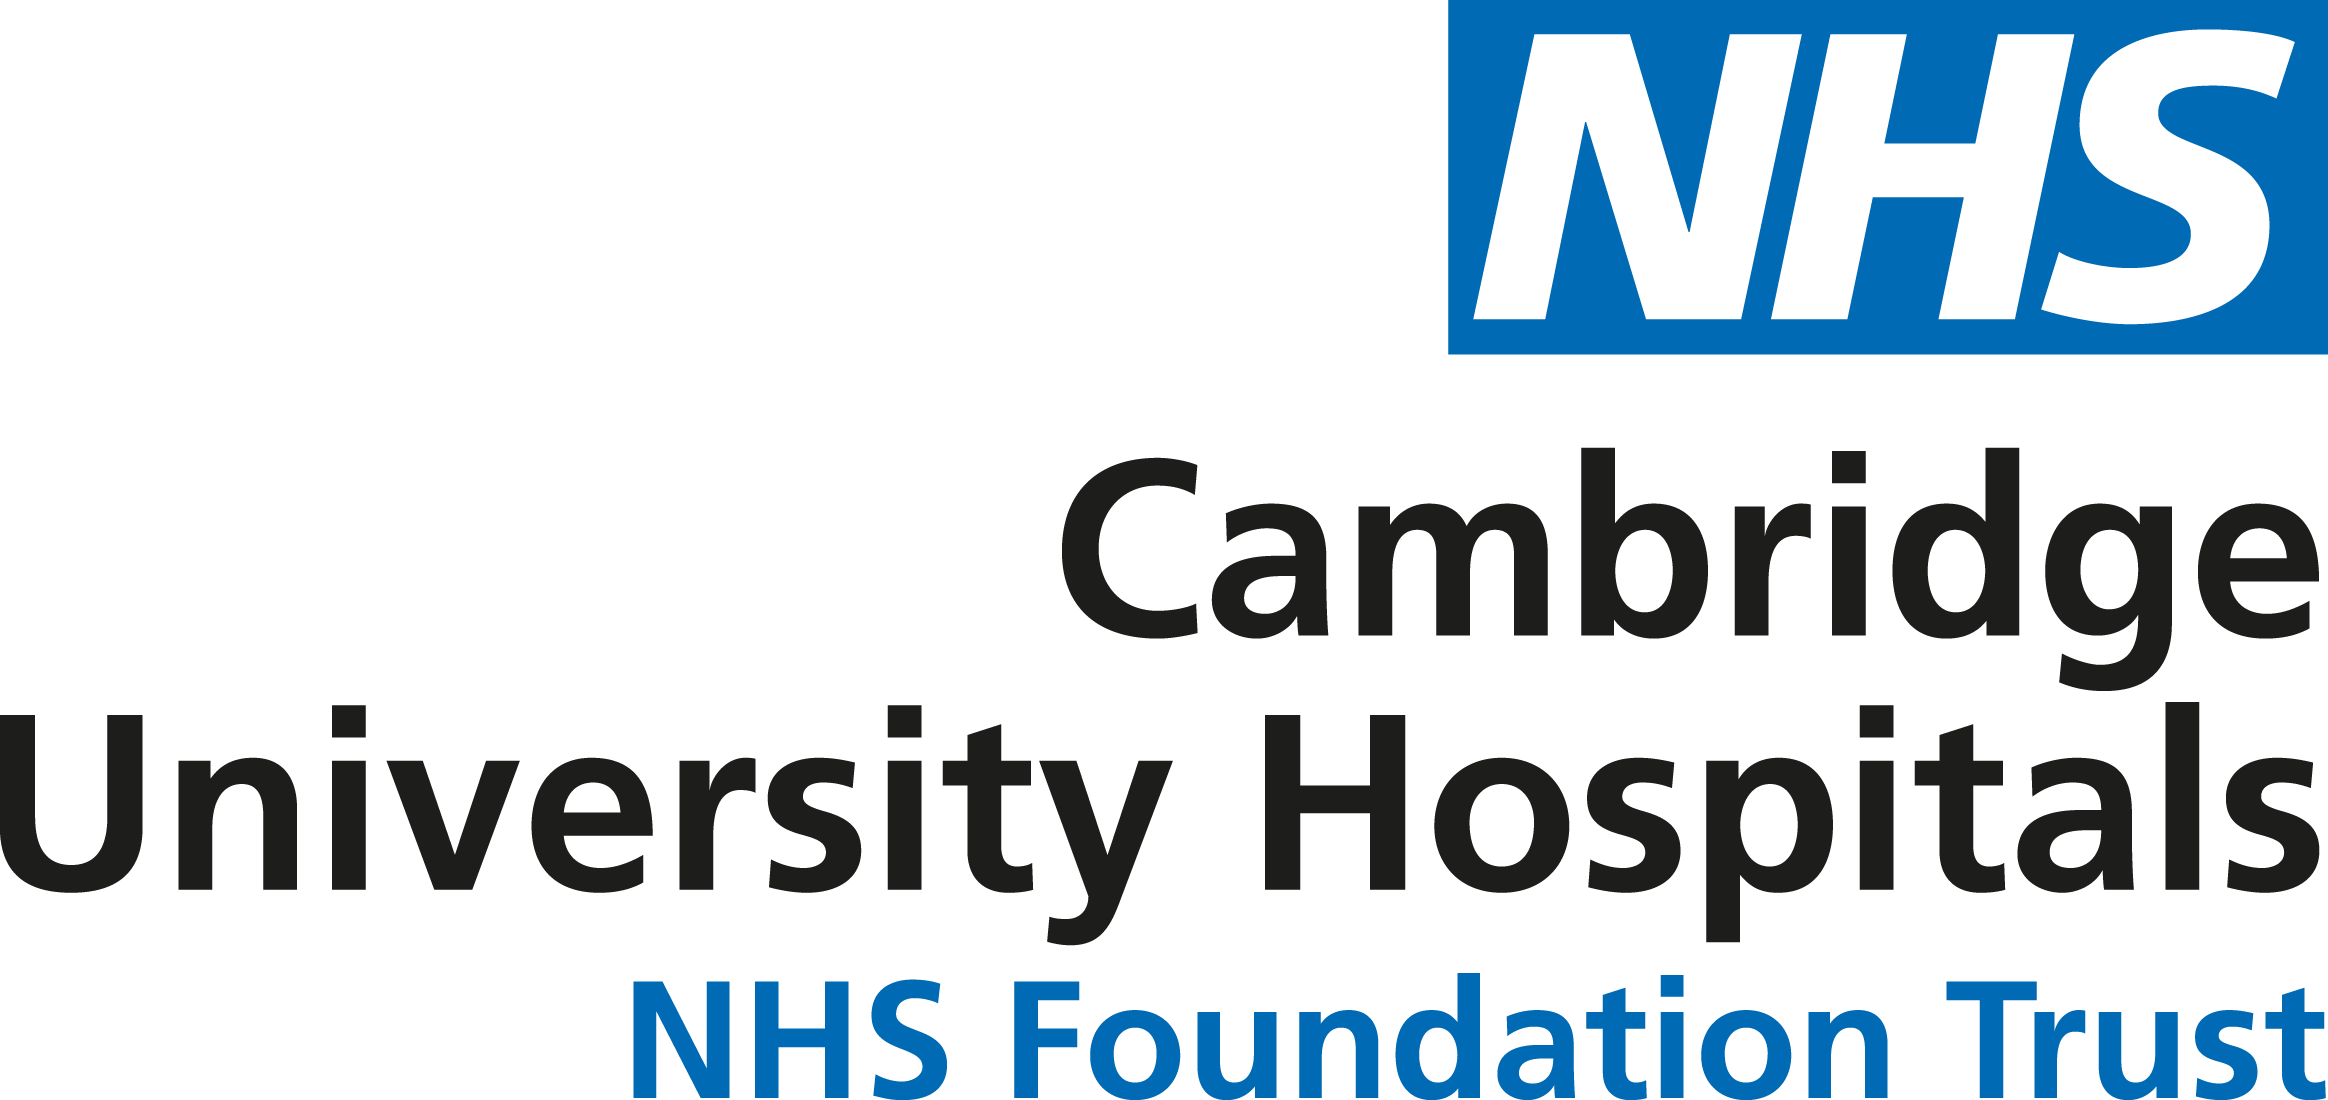 NHS
Cambridge
University Hospitals
NHS Foundation Trust